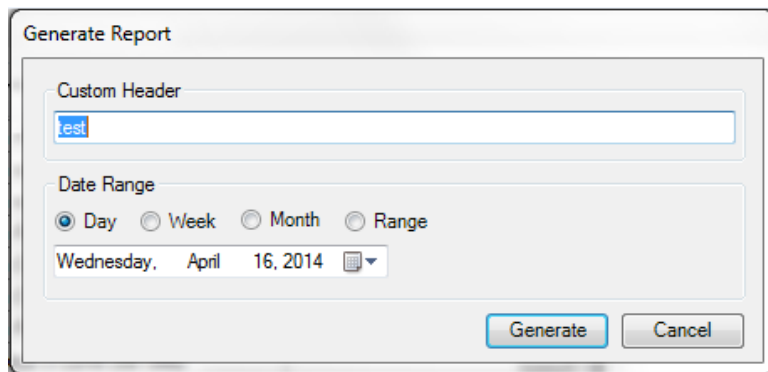 Generate Report
Custom Header
test
Date Range
Day Week Month Range
Wednesday, April 16, 2014
Generate Cancel